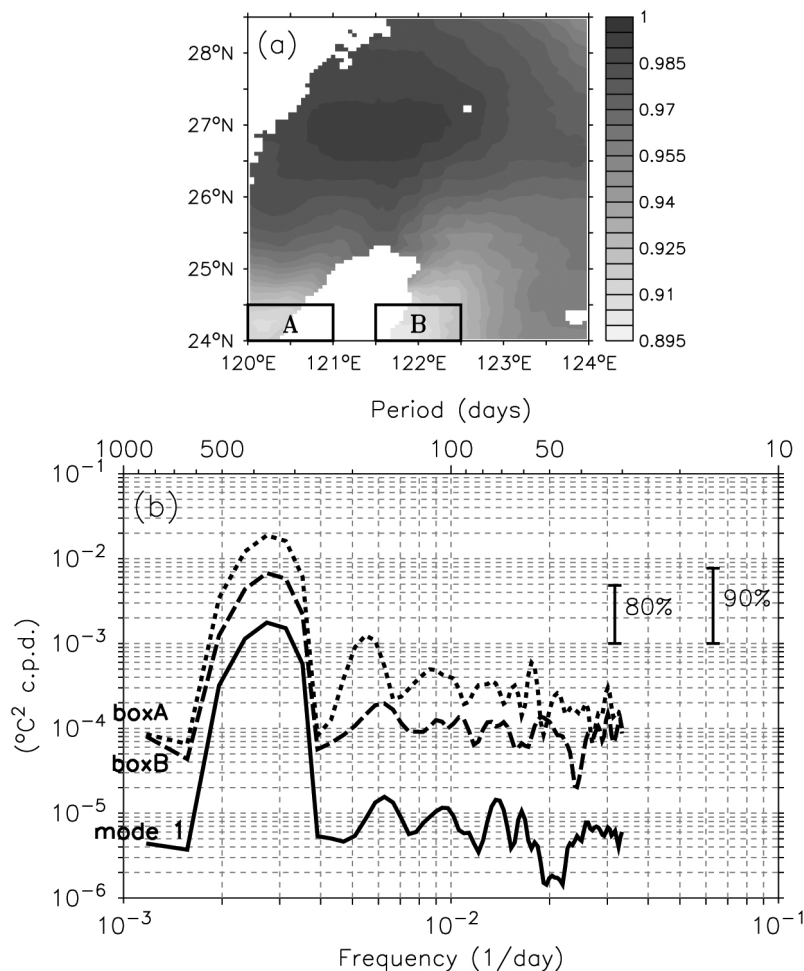 (a)
28°N
27°N
26°N
25°N
24°N
120°E 121°E 122°E 123°E 124°E
A
B
1
0.985
0.97
0.955
0.94
0.925
0.91
0.895
Period (days)
1000 500 100 50 10
(b)
10⁻¹
10⁻²
10⁻³
10⁻⁴
10⁻⁵
10⁻⁶
(°C² c.p.d.)
80%
90%
boxA
boxB
mode 1
10⁻³ 10⁻² 10⁻¹
Frequency (1/day)